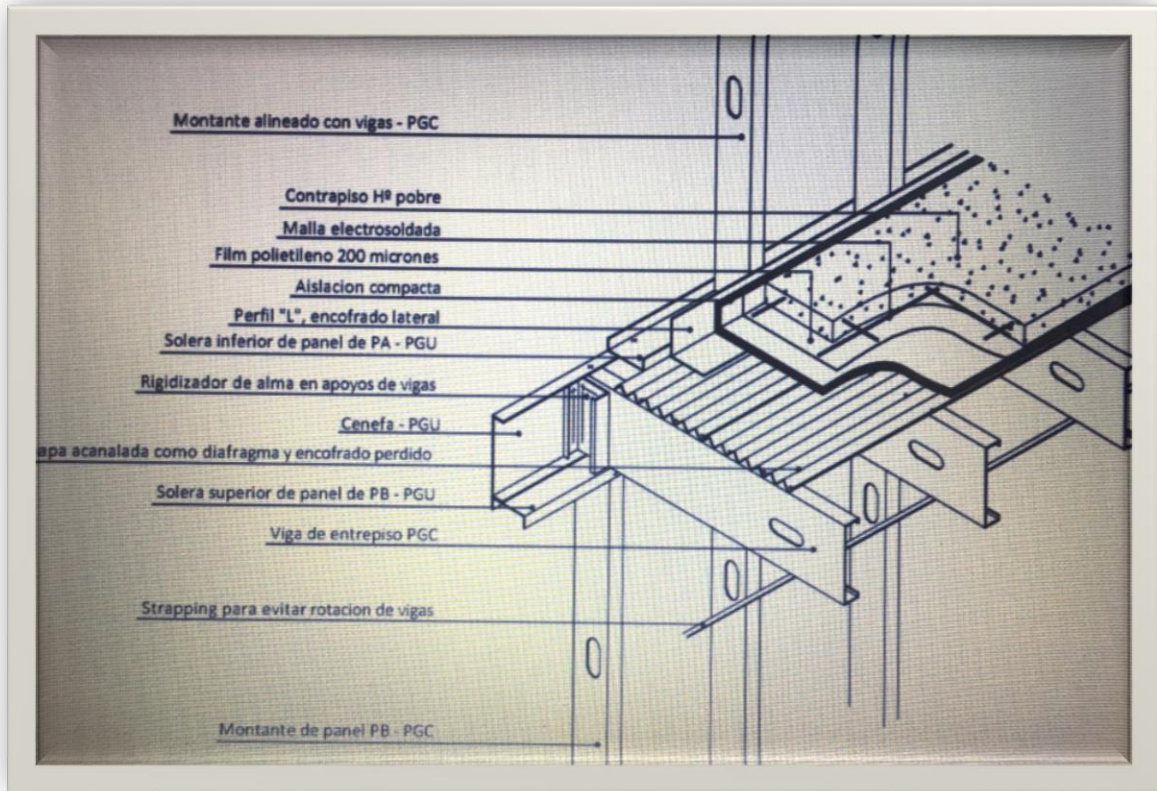 Montante alineado con vigas - PGC
Contrapiso Hº pobre
Malla electrosoldada
Film polietileno 200 micrones
Aislacion compacta
Perfil "L", encofrado lateral
Solera inferior de panel de PA - PGU
Rigidizador de alma en apoyos de vigas
Cenefa - PGU
apa acanalada como diafragma y encofrado perdido
Solera superior de panel de PB - PGU
Viga de entrepiso PGC
Strapping para evitar rotacion de vigas
Montante de panel PB - PGC